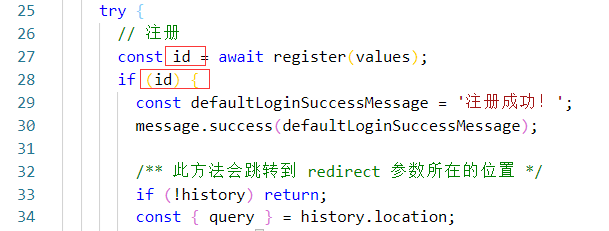 25 try {
26 // 注册
27 const id = await register(values);
28 if (id) {
29 const defaultLoginSuccessMessage = '注册成功! ';
30 message.success(defaultLoginSuccessMessage);
31
32 /** 此方法会跳转到 redirect 参数所在的位置 */
33 if (!history) return;
34 const { query } = history.location;